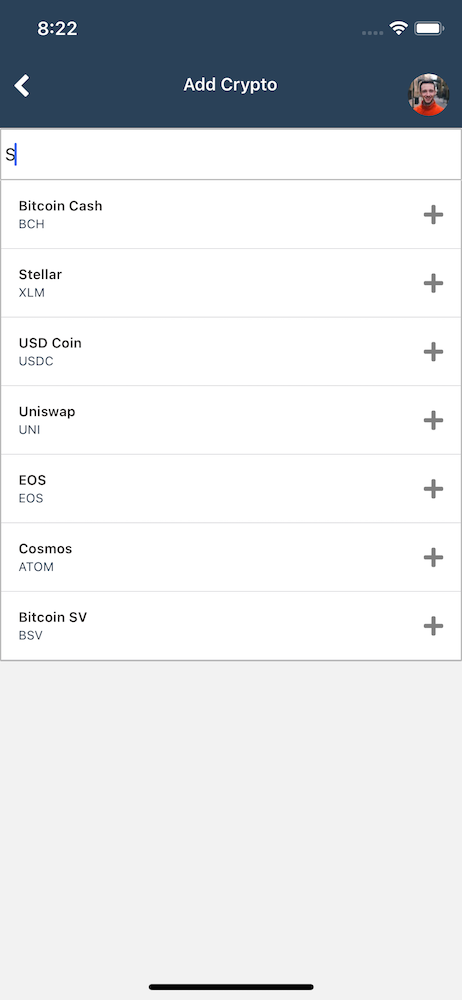 8:22
Add Crypto
S
Bitcoin Cash
BCH
Stellar
XLM
USD Coin
USDC
Uniswap
UNI
EOS
EOS
Cosmos
ATOM
Bitcoin SV
BSV